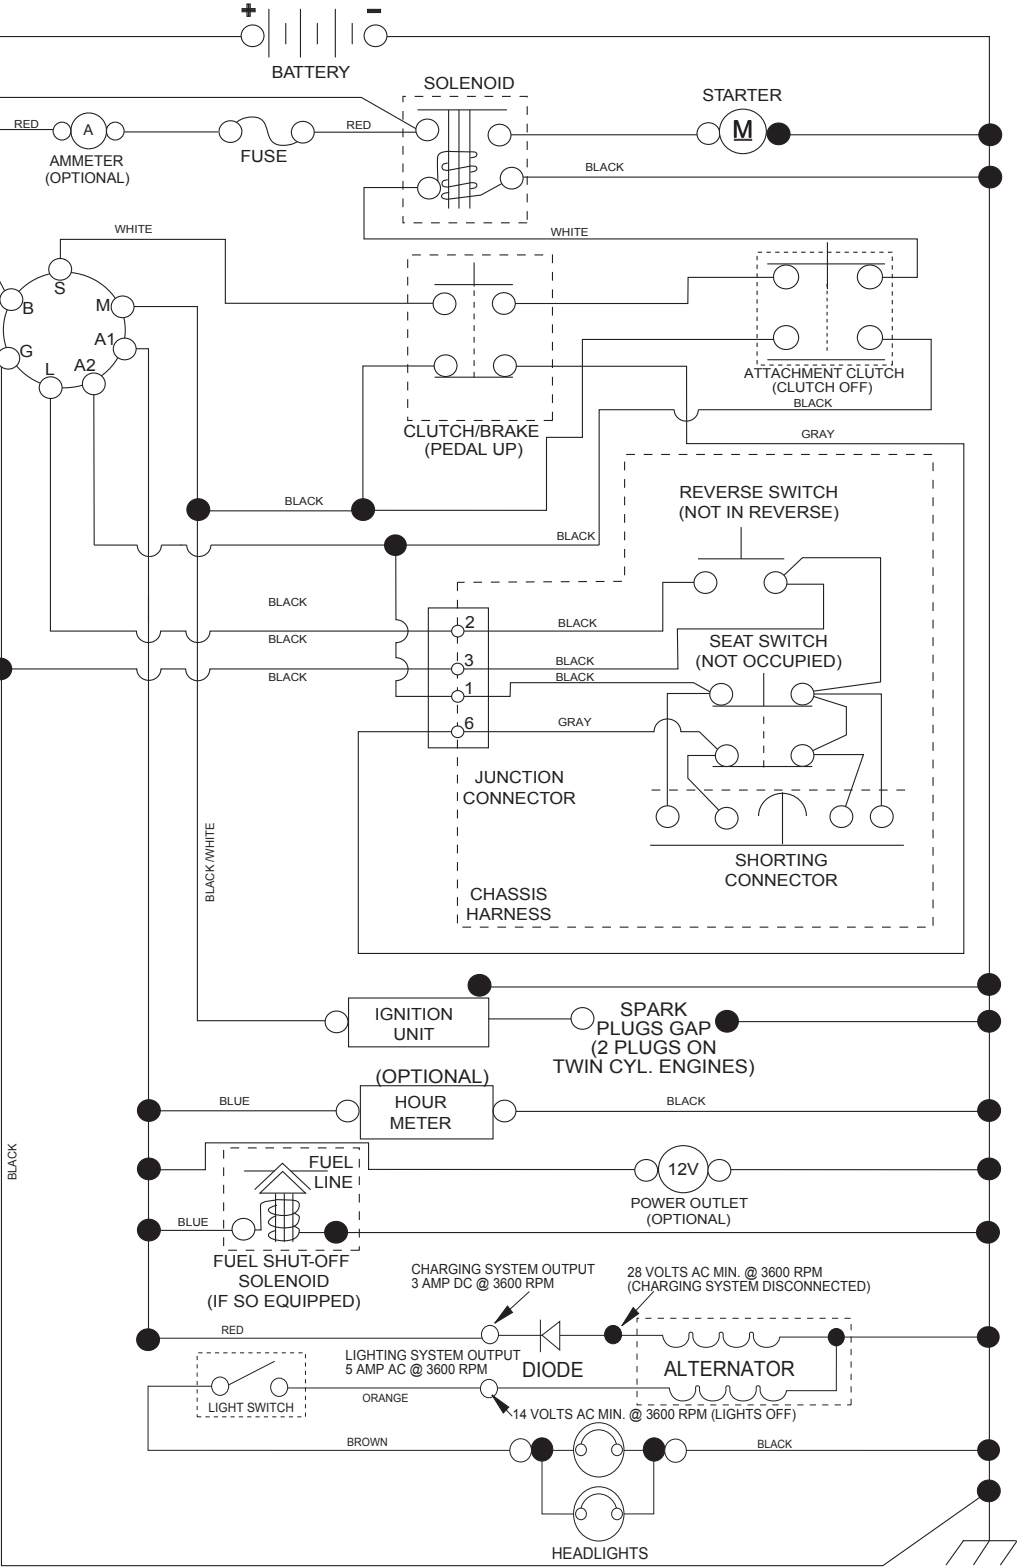 + -
BATTERY
SOLENOID
STARTER
RED
A
RED
M
AMMETER
(OPTIONAL)
FUSE
BLACK
WHITE
WHITE
S
B
M
A1
G
L
A2
ATTACHMENT CLUTCH
(CLUTCH OFF)
BLACK
CLUTCH/BRAKE
(PEDAL UP)
GRAY
REVERSE SWITCH
(NOT IN REVERSE)
BLACK
BLACK
BLACK
2
BLACK
BLACK
SEAT SWITCH
(NOT OCCUPIED)
3
BLACK
BLACK
BLACK
1
6
GRAY
JUNCTION
CONNECTOR
BLACK/WHITE
SHORTING
CONNECTOR
CHASSIS
HARNESS
IGNITION
UNIT
SPARK
PLUGS GAP
(2 PLUGS ON
TWIN CYL. ENGINES)
(OPTIONAL)
HOUR
METER
BLUE
BLACK
BLACK
FUEL
LINE
12V
POWER OUTLET
(OPTIONAL)
BLUE
FUEL SHUT-OFF
SOLENOID
(IF SO EQUIPPED)
CHARGING SYSTEM OUTPUT
3 AMP DC @ 3600 RPM
28 VOLTS AC MIN. @ 3600 RPM
(CHARGING SYSTEM DISCONNECTED)
RED
LIGHTING SYSTEM OUTPUT
5 AMP AC @ 3600 RPM
DIODE
ALTERNATOR
ORANGE
LIGHT SWITCH
14 VOLTS AC MIN. @ 3600 RPM (LIGHTS OFF)
BROWN
BLACK
HEADLIGHTS